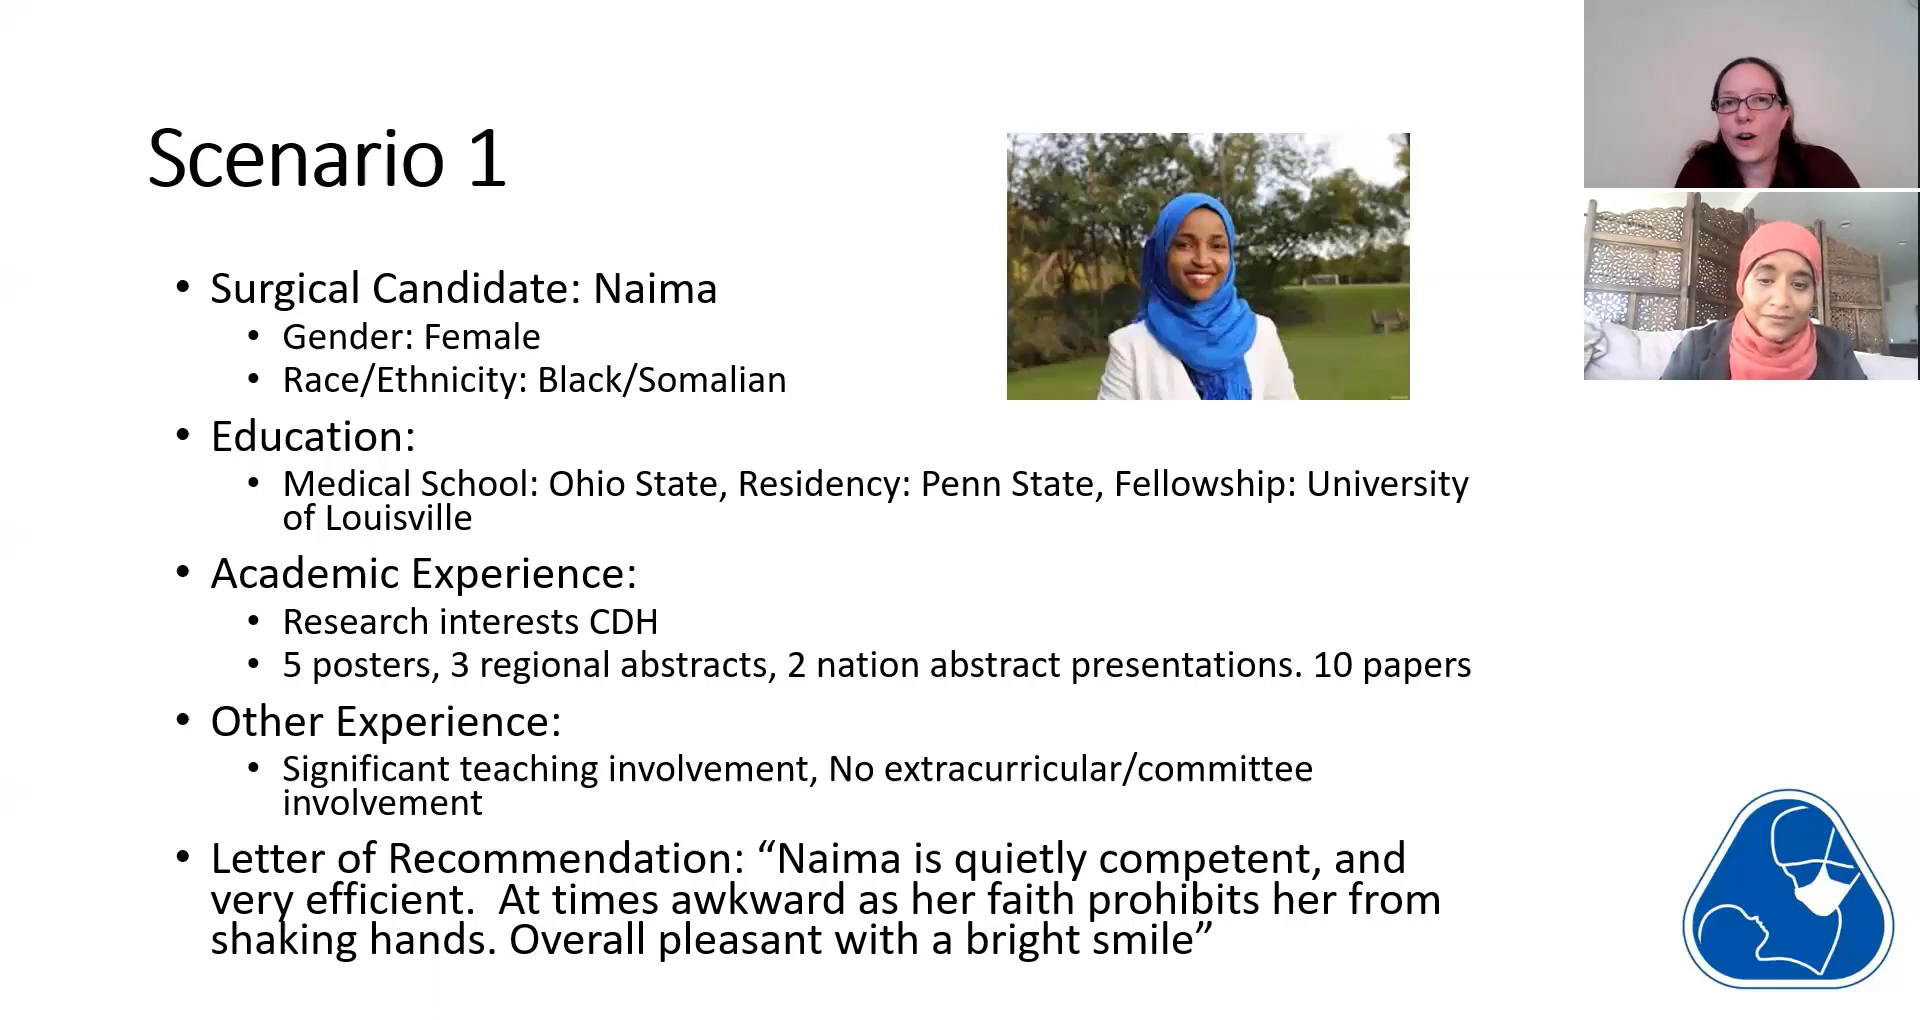 Scenario 1
• Surgical Candidate: Naima
• Gender: Female
• Race/Ethnicity: Black/Somalian
• Education:
• Medical School: Ohio State, Residency: Penn State, Fellowship: University
of Louisville
• Academic Experience:
• Research interests CDH
• 5 posters, 3 regional abstracts, 2 nation abstract presentations. 10 papers
• Other Experience:
• Significant teaching involvement, No extracurricular/committee
involvement
• Letter of Recommendation: “Naima is quietly competent, and
very efficient.  At times awkward as her faith prohibits her from
shaking hands. Overall pleasant with a bright smile”